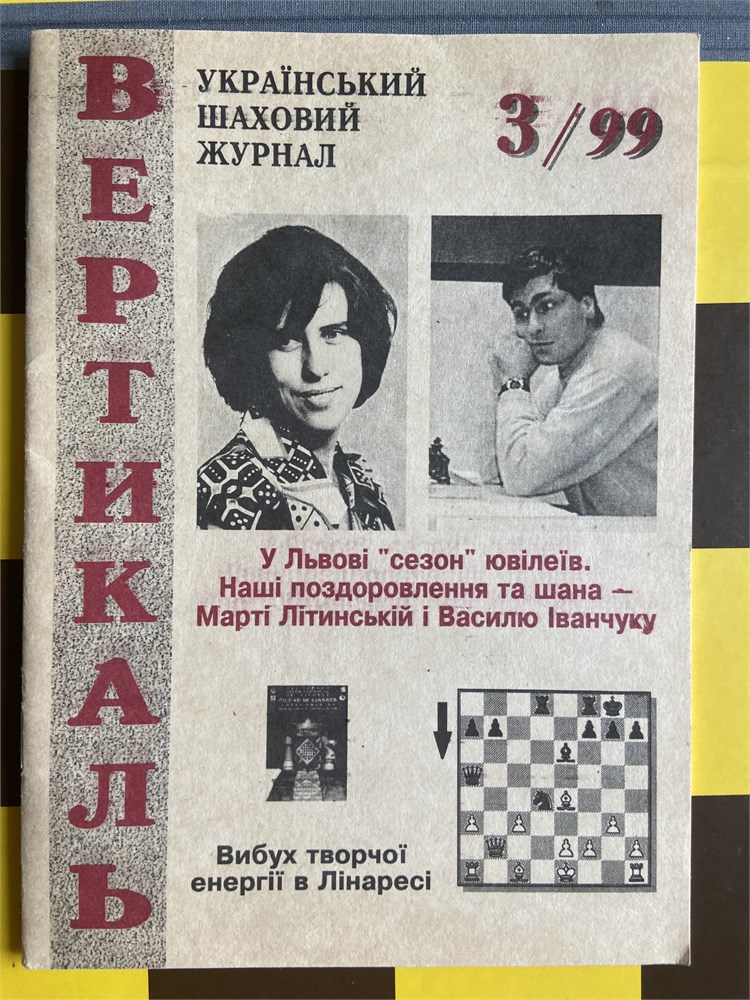 ВЕРТИКАЛЬ
УКРАЇНСЬКИЙ
ШАХОВИЙ
ЖУРНАЛ
3/99
У Львові "сезон" ювілеїв.
Наші поздоровлення та шана –
Марті Літинській і Василю Іванчуку
Вибух творчої
енергії в Лінаресі